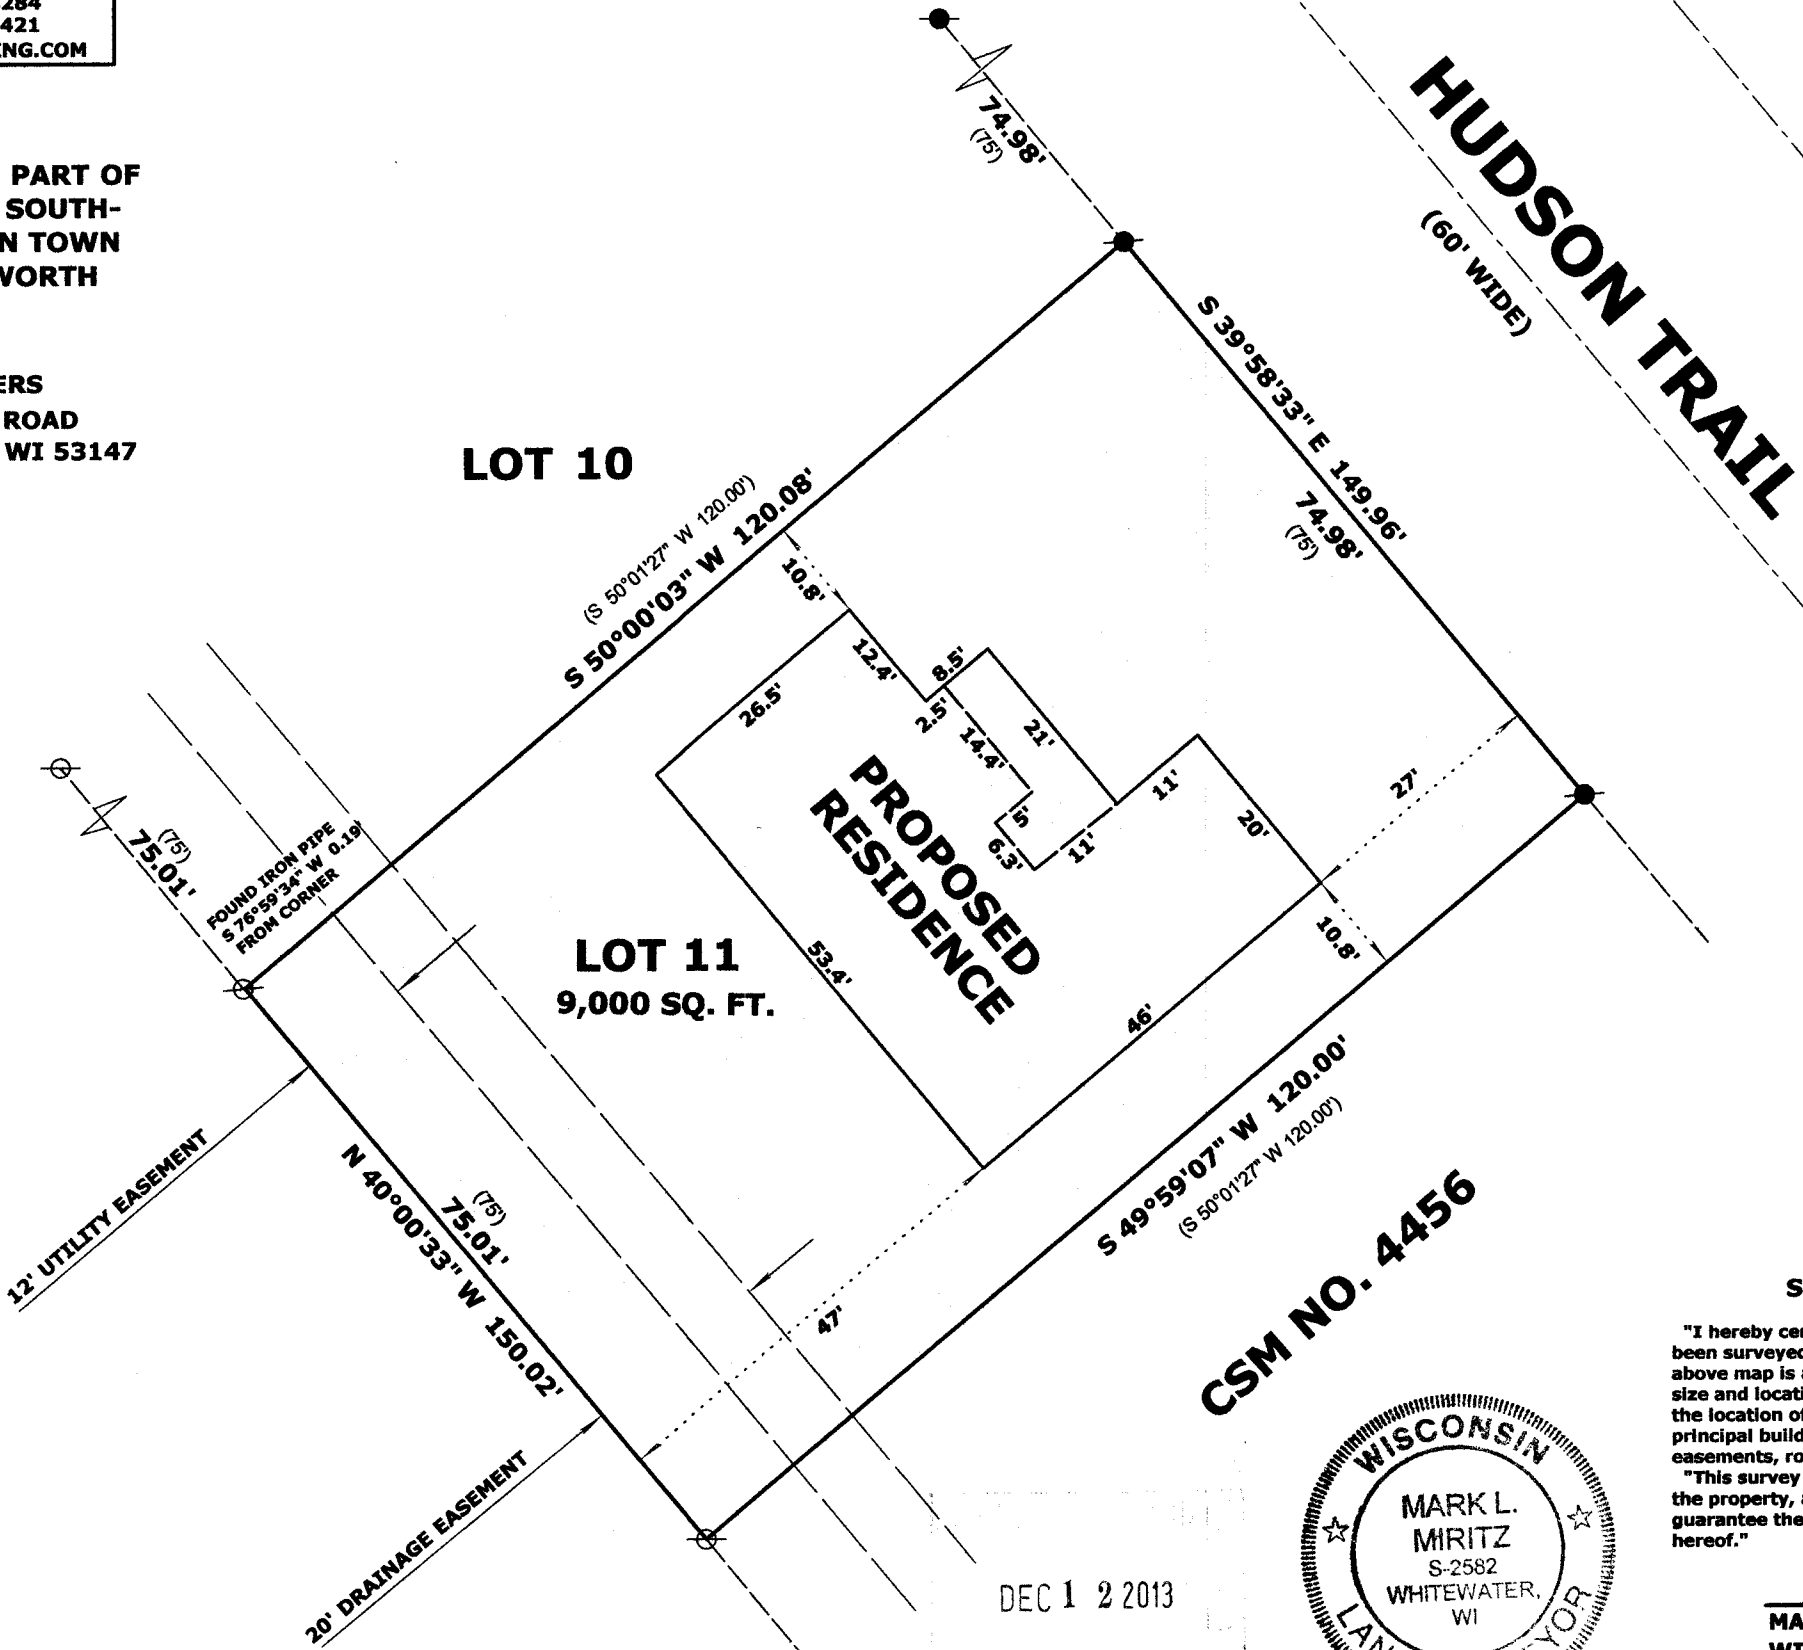 284
421
NG.COM
PART OF
SOUTH-
N TOWN
WORTH
ERS
ROAD
WI 53147
HUDSON TRAIL
(60' WIDE)
74.98'
(75')
S 39°58'33" E 149.96'
74.98'
(75')
LOT 10
(S 50°01'27" W 120.00')
S 50°00'03" W 120.08'
10.8'
12.4'
8.5'
2.5'
26.5'
14.4'
21'
5'
6.3'
11'
11'
20'
27'
10.8'
PROPOSED
RESIDENCE
53.4'
46'
LOT 11
9,000 SQ. FT.
(75')
75.01'
FOUND IRON PIPE
S 76°59'34" W 0.19'
FROM CORNER
12' UTILITY EASEMENT
(75')
75.01'
N 40°00'33" W 150.02'
47'
20' DRAINAGE EASEMENT
S 49°59'07" W 120.00'
(S 50°01'27" W 120.00')
CSM NO. 4456
S
"I hereby cer
been surveyed
above map is
size and locati
the location of
principal build
easements, ro
"This survey
the property,
guarantee the
hereof."
WISCONSIN
MARK L.
MIRITZ
S-2582
WHITEWATER,
WI
LAN YOR
DEC 12 2013
MA